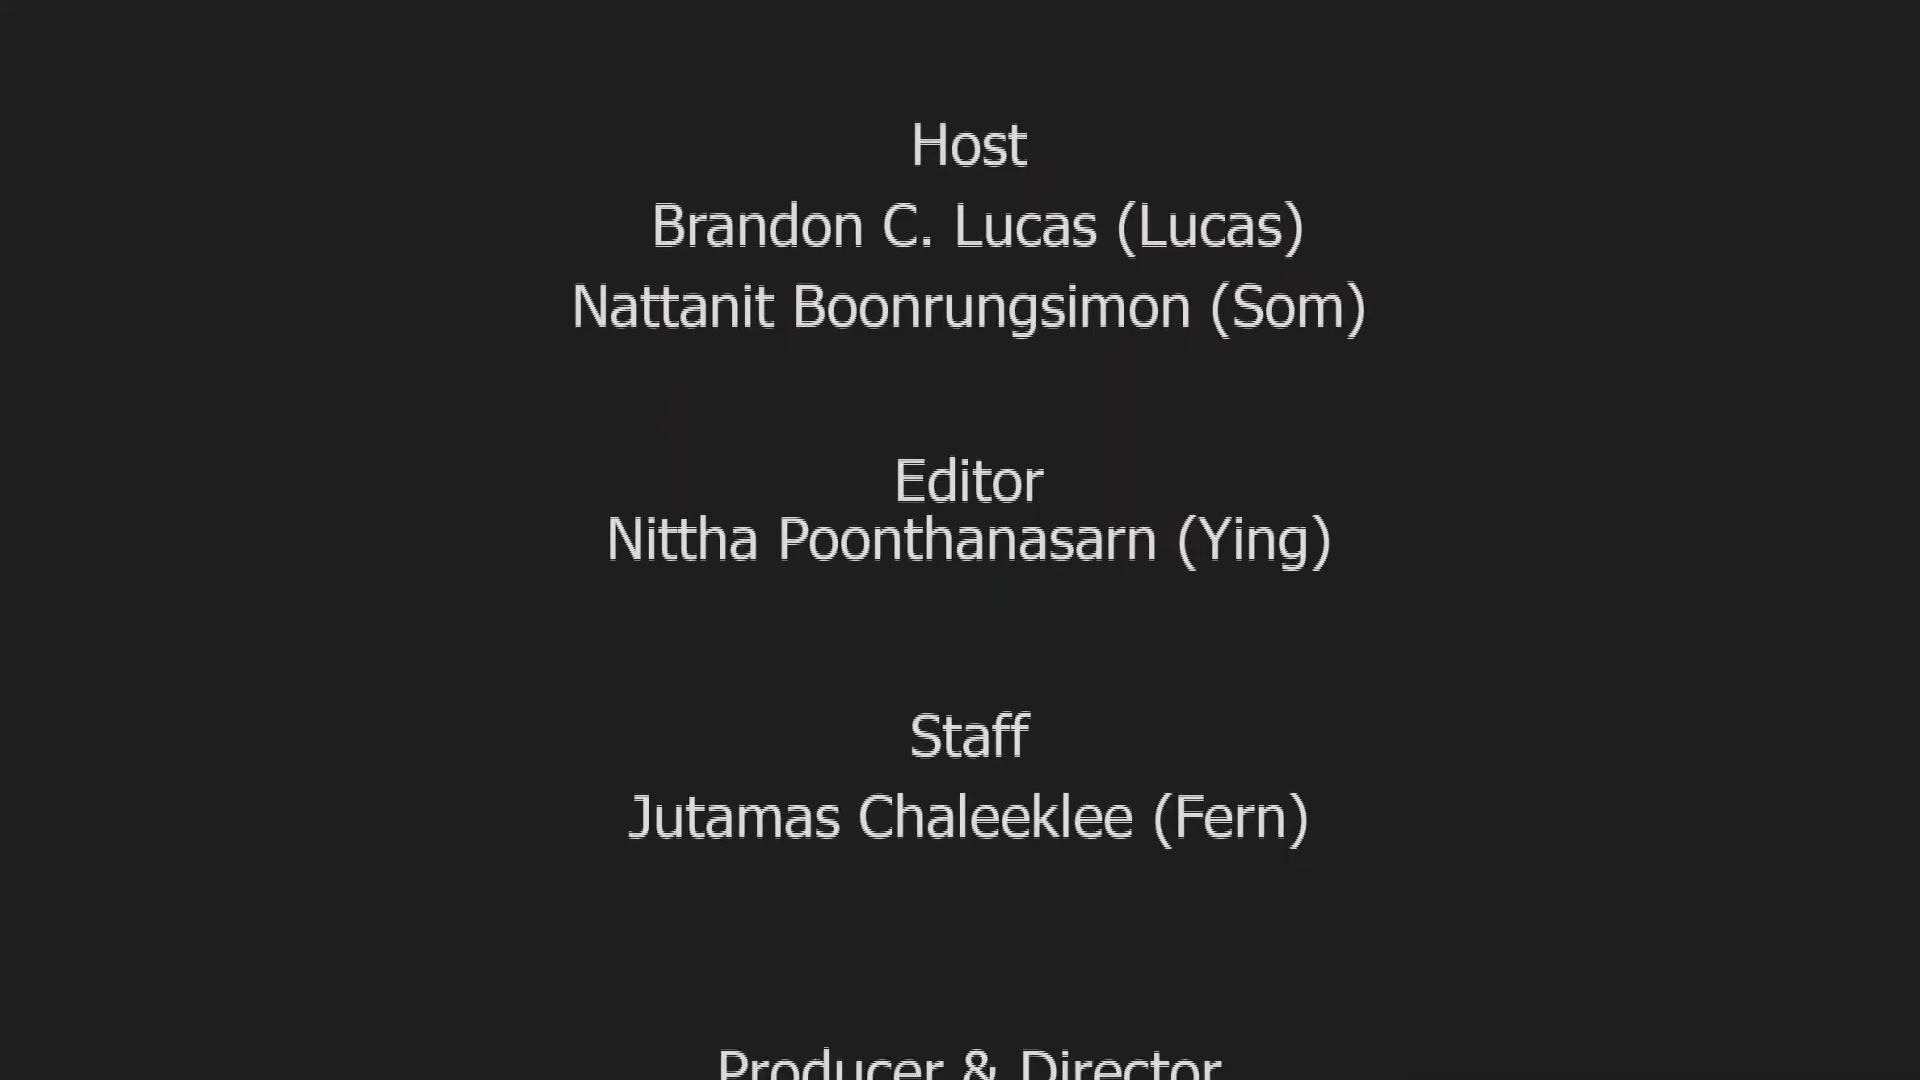 Host
Brandon C. Lucas (Lucas)
Nattanit Boonrungsimon (Som)
Editor
Nittha Poonthanasarn (Ying)
Staff
Jutamas Chaleeklee (Fern)
Producer & Director